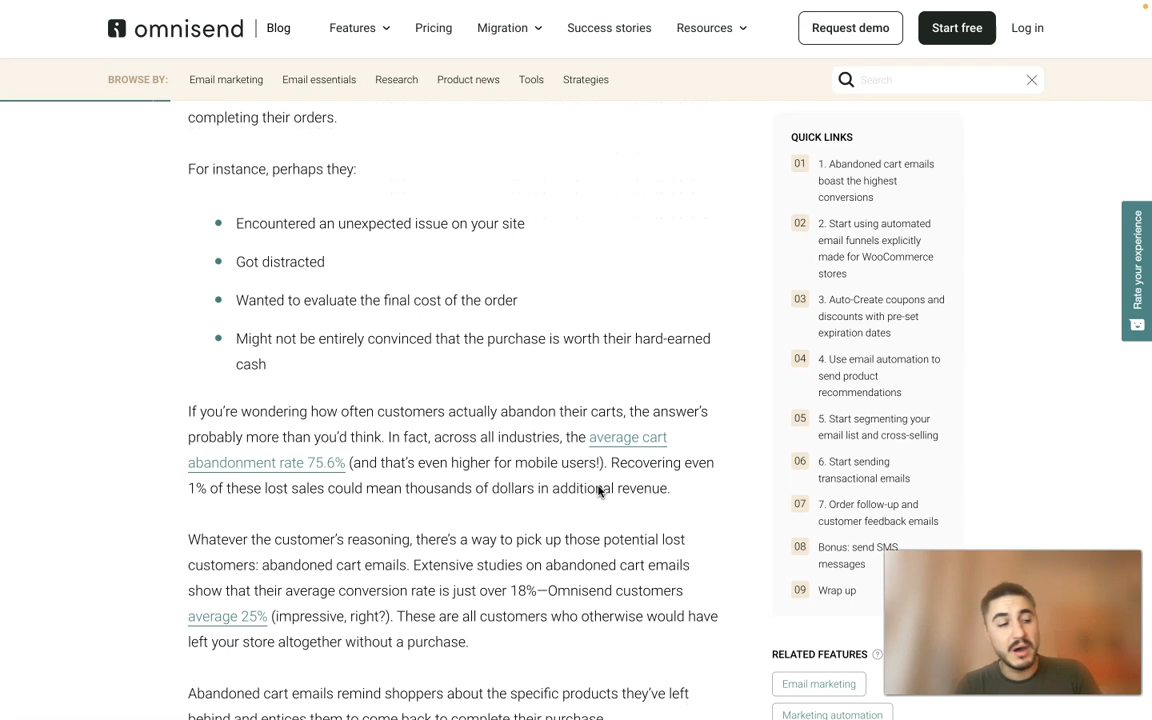 omnisend
Blog
Features
Pricing
Migration
Success stories
Resources
Request demo
Start free
Log in
BROWSE BY:
Email marketing
Email essentials
Research
Product news
Tools
Strategies
Search
completing their orders.
For instance, perhaps they:
Encountered an unexpected issue on your site
Got distracted
Wanted to evaluate the final cost of the order
Might not be entirely convinced that the purchase is worth their hard-earned
cash
If you’re wondering how often customers actually abandon their carts, the answer’s
probably more than you’d think. In fact, across all industries, the average cart
abandonment rate 75.6% (and that’s even higher for mobile users!). Recovering even
1% of these lost sales could mean thousands of dollars in additional revenue.
Whatever the customer’s reasoning, there’s a way to pick up those potential lost
customers: abandoned cart emails. Extensive studies on abandoned cart emails
show that their average conversion rate is just over 18%—Omnisend customers
average 25% (impressive, right?). These are all customers who otherwise would have
left your store altogether without a purchase.
Abandoned cart emails remind shoppers about the specific products they’ve left
behind and entices them to come back to complete their purchase.
QUICK LINKS
01 1. Abandoned cart emails
boast the highest
conversions
02 2. Start using automated
email funnels explicitly
made for WooCommerce
stores
03 3. Auto-Create coupons and
discounts with pre-set
expiration dates
04 4. Use email automation to
send product
recommendations
05 5. Start segmenting your
email list and cross-selling
06 6. Start sending
transactional emails
07 7. Order follow-up and
customer feedback emails
08 Bonus: send SMS
messages
09 Wrap up
RELATED FEATURES ?
Email marketing
Marketing automation
Rate your experience